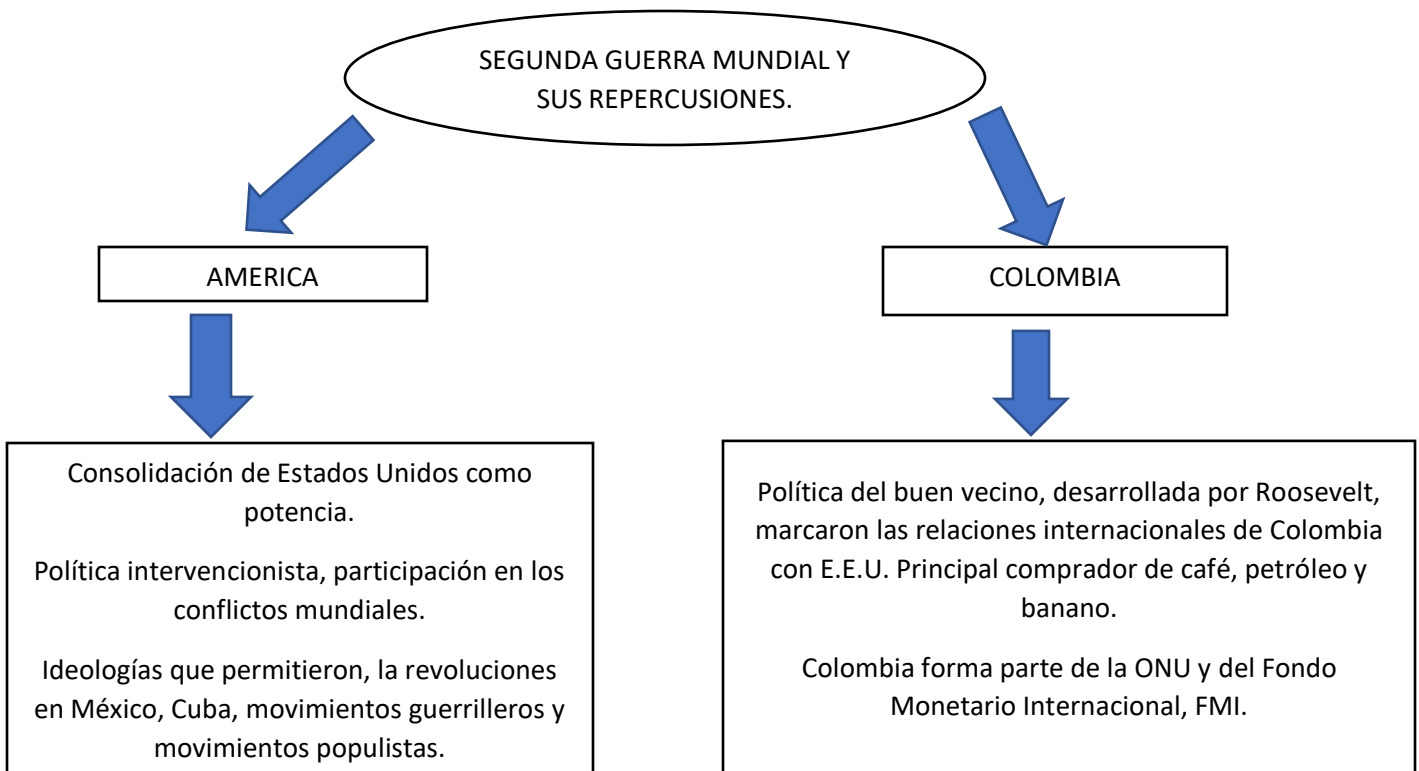 SEGUNDA GUERRA MUNDIAL Y
SUS REPERCUSIONES.
AMERICA
COLOMBIA
Consolidación de Estados Unidos como
potencia.
Política intervencionista, participación en los
conflictos mundiales.
Ideologías que permitieron, la revoluciones
en México, Cuba, movimientos guerrilleros y
movimientos populistas.
Política del buen vecino, desarrollada por Roosevelt,
marcaron las relaciones internacionales de Colombia
con E.E.U. Principal comprador de café, petróleo y
banano.
Colombia forma parte de la ONU y del Fondo
Monetario Internacional, FMI.